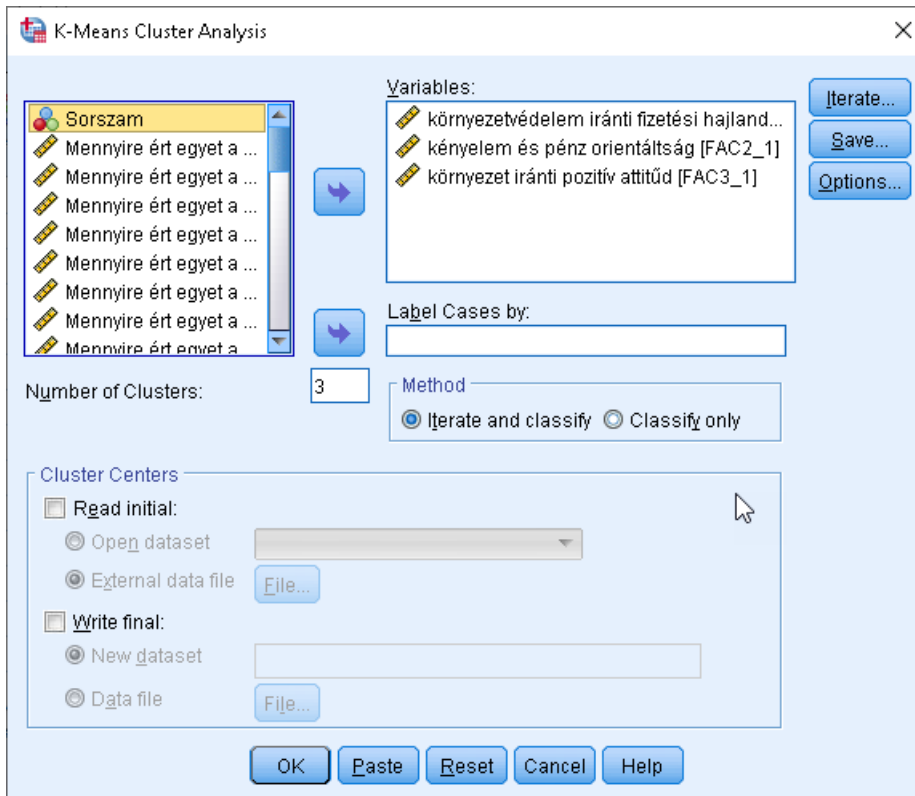 K-Means Cluster Analysis
Variables:
Sorszam
Mennyire ért egyet a ...
Mennyire ért egyet a ...
Mennyire ért egyet a ...
Mennyire ért egyet a ...
Mennyire ért egyet a ...
Mennyire ért egyet a ...
Mennyire ért egyet a ...
Mennyire ért egyet a ...
környezetvédelem iránti fizetési hajland...
kényelem és pénz orientáltság [FAC2_1]
környezet iránti pozitív attitűd [FAC3_1]
Iterate...
Save...
Options...
Label Cases by:
Number of Clusters: 3
Method
Iterate and classify Classify only
Cluster Centers
Read initial:
Open dataset
External data file File...
Write final:
New dataset
Data file File...
OK Paste Reset Cancel Help